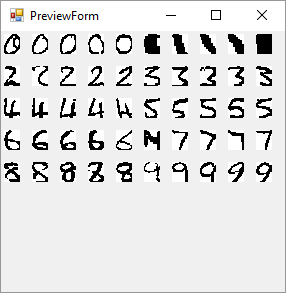 PreviewForm
0 0 0 0 0
2 2 2 2 2 3 3 3 3 3
4 4 4 4 4 5 5 5 5 5
6 6 6 6 6 7 7 7 7
8 8 8 8 8 9 9 9 9 9